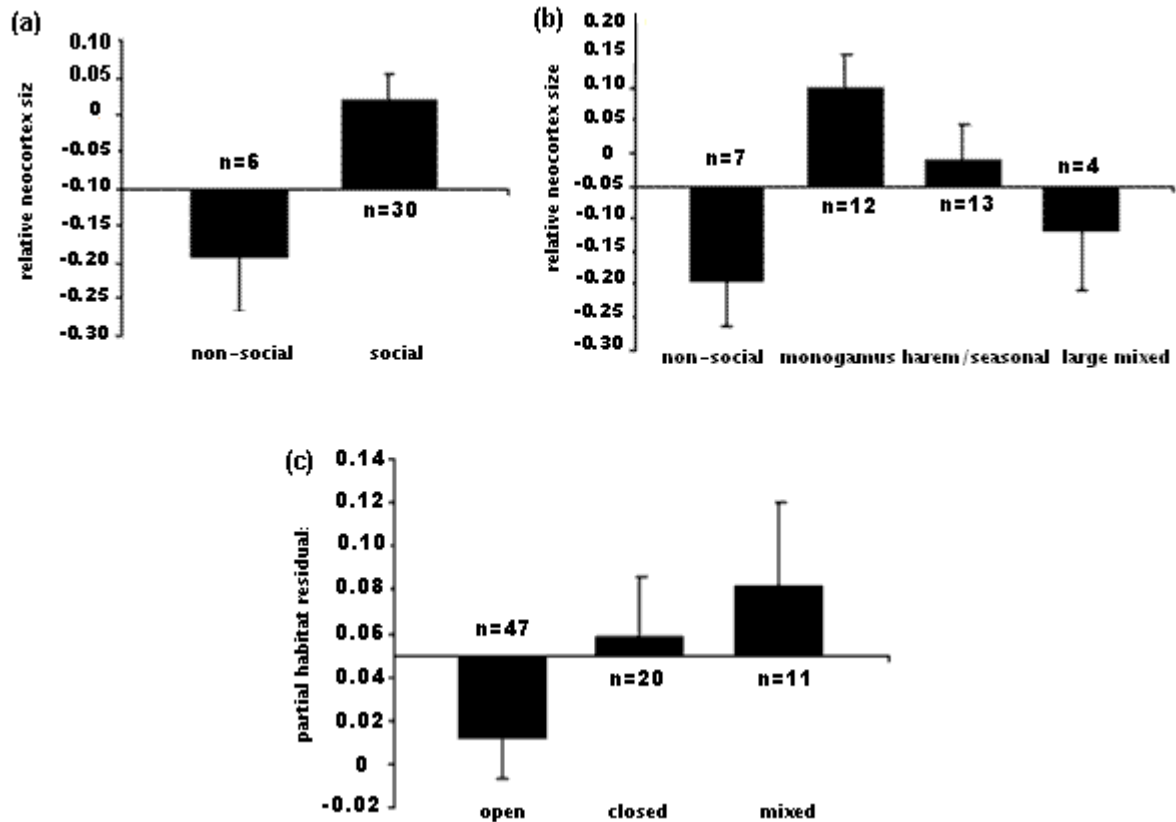 (a)
relative neocortex siz
0.10
0.05
0
-0.05
-0.10
-0.15
-0.20
-0.25
-0.30
n=6
n=30
non-social social
(b)
relative neocortex size
0.20
0.15
0.10
0.05
0
-0.05
-0.10
-0.15
-0.20
-0.25
-0.30
n=7
n=12
n=13
n=4
non-social monogamus harem/seasonal large mixed
(c)
partial habitat residual:
0.14
0.12
0.10
0.08
0.06
0.04
0.02
0
-0.02
n=47
n=20
n=11
open closed mixed